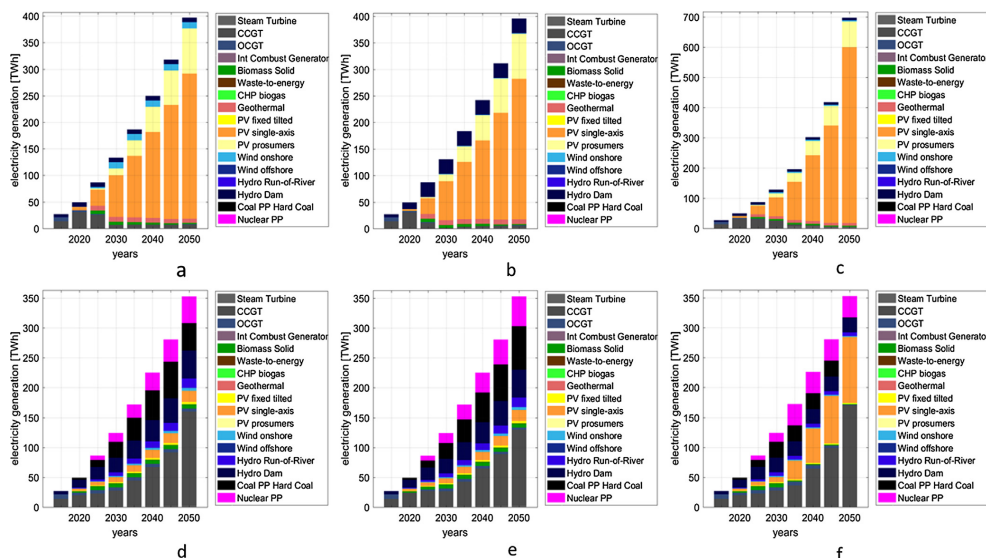 electricity generation [TWh]
400
350
300
250
200
150
100
50
0
2020 2030 2040 2050
years
Steam Turbine
CCGT
OCGT
Int Combust Generator
Biomass Solid
Waste-to-energy
CHP biogas
Geothermal
PV fixed tilted
PV single-axis
PV prosumers
Wind onshore
Wind offshore
Hydro Run-of-River
Hydro Dam
Coal PP Hard Coal
Nuclear PP
a
electricity generation [TWh]
400
350
300
250
200
150
100
50
0
2020 2030 2040 2050
years
Steam Turbine
CCGT
OCGT
Int Combust Generator
Biomass Solid
Waste-to-energy
CHP biogas
Geothermal
PV fixed tilted
PV single-axis
PV prosumers
Wind onshore
Wind offshore
Hydro Run-of-River
Hydro Dam
Coal PP Hard Coal
Nuclear PP
b
electricity generation [TWh]
700
600
500
400
300
200
100
0
2020 2030 2040 2050
years
Steam Turbine
CCGT
OCGT
Int Combust Generator
Biomass Solid
Waste-to-energy
CHP biogas
Geothermal
PV fixed tilted
PV single-axis
PV prosumers
Wind onshore
Wind offshore
Hydro Run-of-River
Hydro Dam
Coal PP Hard Coal
Nuclear PP
c
electricity generation [TWh]
350
300
250
200
150
100
50
0
2020 2030 2040 2050
years
Steam Turbine
CCGT
OCGT
Int Combust Generator
Biomass Solid
Waste-to-energy
CHP biogas
Geothermal
PV fixed tilted
PV single-axis
PV prosumers
Wind onshore
Wind offshore
Hydro Run-of-River
Hydro Dam
Coal PP Hard Coal
Nuclear PP
d
electricity generation [TWh]
350
300
250
200
150
100
50
0
2020 2030 2040 2050
years
Steam Turbine
CCGT
OCGT
Int Combust Generator
Biomass Solid
Waste-to-energy
CHP biogas
Geothermal
PV fixed tilted
PV single-axis
PV prosumers
Wind onshore
Wind offshore
Hydro Run-of-River
Hydro Dam
Coal PP Hard Coal
Nuclear PP
e
electricity generation [TWh]
350
300
250
200
150
100
50
0
2020 2030 2040 2050
years
Steam Turbine
CCGT
OCGT
Int Combust Generator
Biomass Solid
Waste-to-energy
CHP biogas
Geothermal
PV fixed tilted
PV single-axis
PV prosumers
Wind onshore
Wind offshore
Hydro Run-of-River
Hydro Dam
Coal PP Hard Coal
Nuclear PP
f